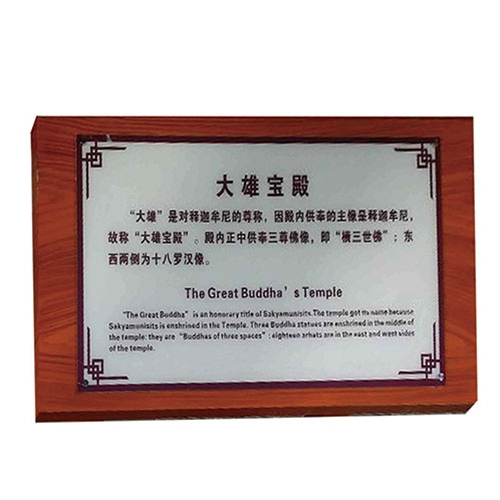 大雄宝殿
“大雄”是对释迦牟尼的尊称，因殿内供奉的主像是释迦牟尼，
故称“大雄宝殿”。殿内正中供奉三尊佛像，即“横三世佛”；东
西两侧为十八罗汉像。
The Great Buddha’s Temple
"The Great Buddha" is an honorary title of Sakyamunisits.The temple got its name because
Sakyamunisits is enshrined in the Temple. Three Buddha statues are enshrined in the middle of
the temple: they are "Buddhas of three spaces"; eighteen arhats are in the east and west sides
of the temple.